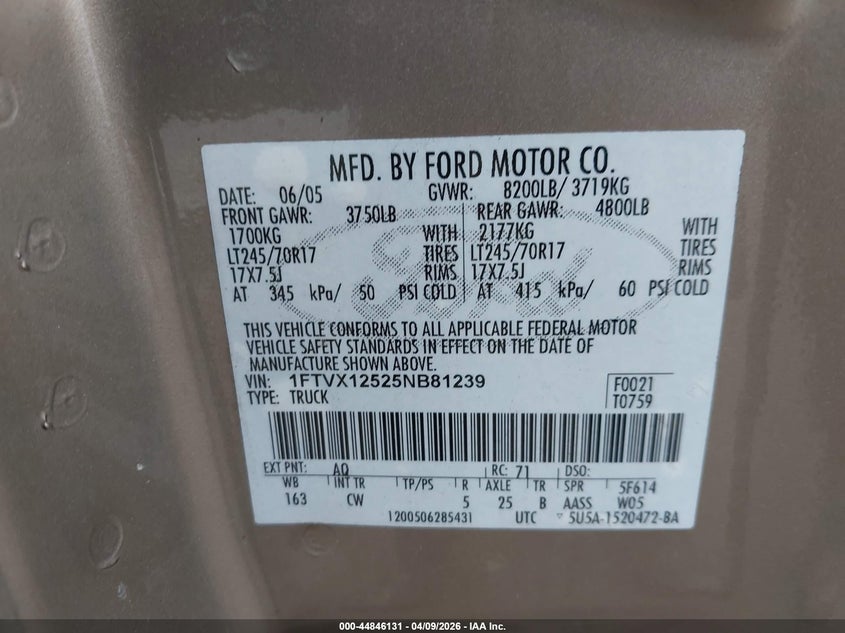 MFD. BY FORD MOTOR CO.
DATE: 06/05 GVWR: 8200LB/ 3719KG
FRONT GAWR: 3750LB REAR GAWR: 4800LB
1700KG WITH 2177KG WITH
LT245/70R17 TIRES LT245/70R17 TIRES
17X7.5J RIMS 17X7.5J RIMS
AT 345 kPa/ 50 PSI COLD AT 415 kPa/ 60 PSI COLD
Ford
THIS VEHICLE CONFORMS TO ALL APPLICABLE FEDERAL MOTOR
VEHICLE SAFETY STANDARDS IN EFFECT ON THE DATE OF
MANUFACTURE SHOWN ABOVE.
VIN: 1FTVX12525NB81239 F0021
TYPE: TRUCK T0759
EXT PNT: AQ RC: 71 DSO:
WB INT TR TP/PS R AXLE TR SPR 5F614
163 CW 5 25 B AASS W05
1200506285431 UTC 5U5A-1520472-BA
000-44846131 - 04/09/2026 - IAA Inc.